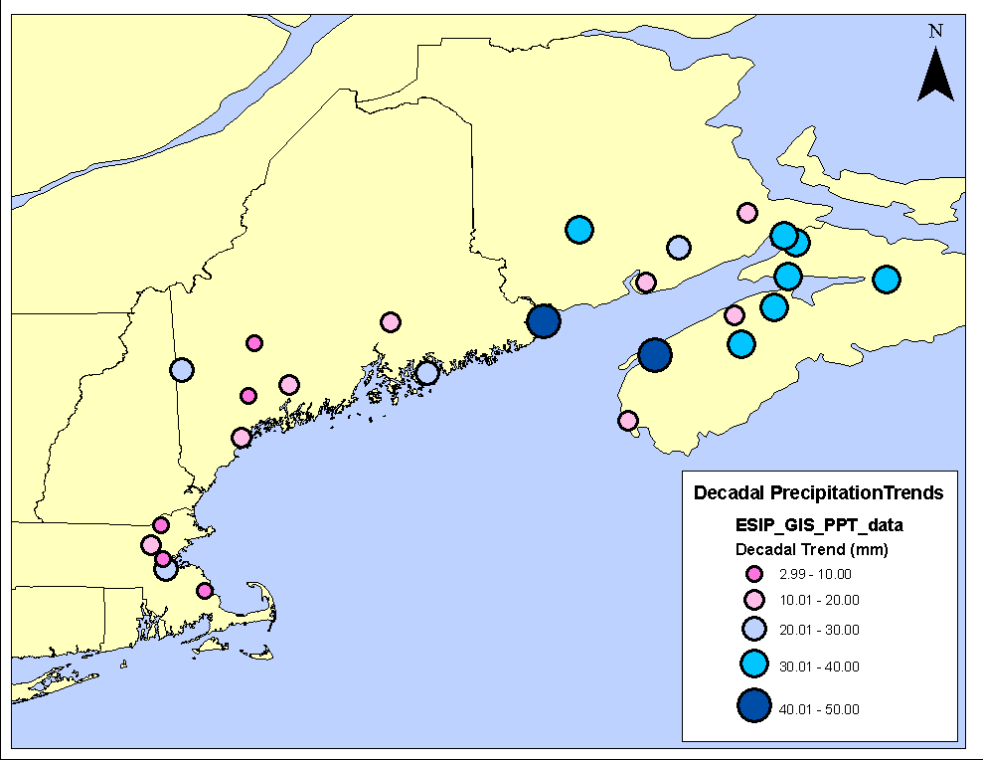 N
Decadal PrecipitationTrends
ESIP_GIS_PPT_data
Decadal Trend (mm)
2.99 - 10.00
10.01 - 20.00
20.01 - 30.00
30.01 - 40.00
40.01 - 50.00